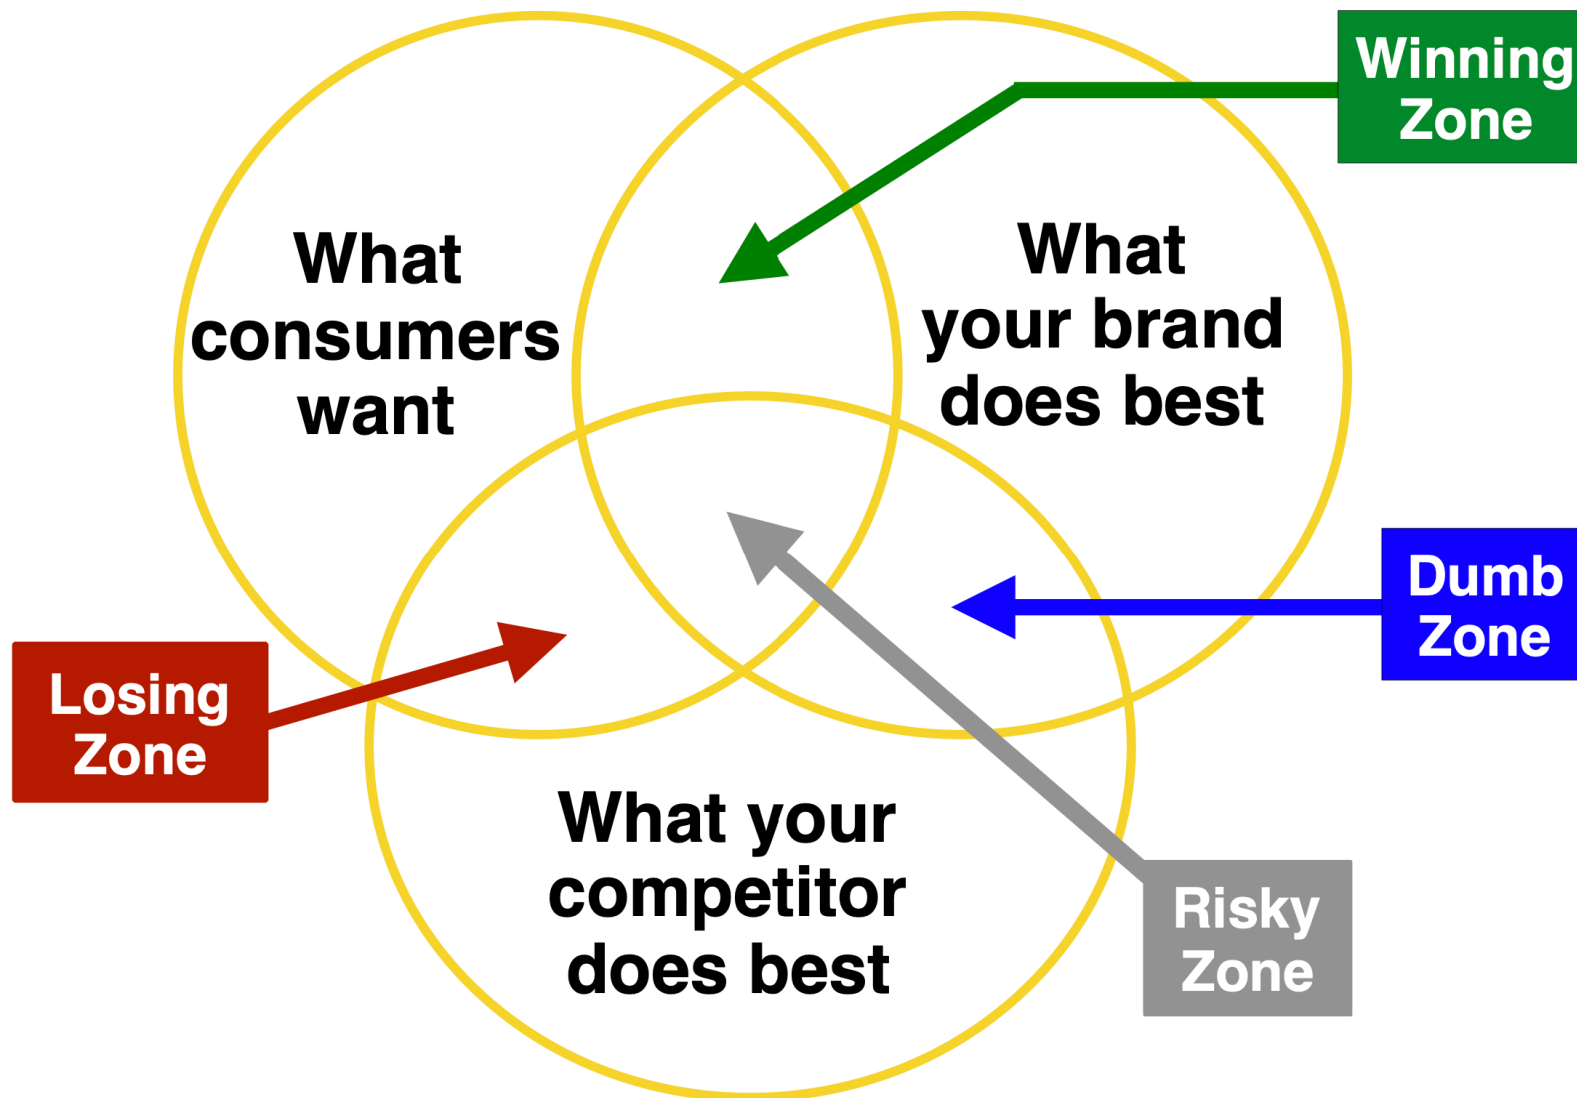 Winning
Zone
What
consumers
want
What
your brand
does best
Dumb
Zone
Losing
Zone
What your
competitor
does best
Risky
Zone